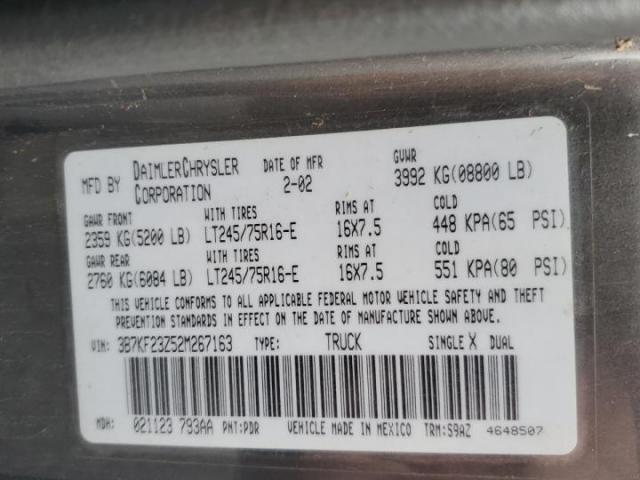 MFD BY DAIMLERCHRYSLER CORPORATION DATE OF MFR 2-02 GVWR 3992 KG(08800 LB)
GAWR FRONT WITH TIRES RIMS AT COLD
2359 KG(5200 LB) LT245/75R16-E 16X7.5 448 KPA(65 PSI)
GAWR REAR WITH TIRES RIMS AT COLD
2760 KG(6084 LB) LT245/75R16-E 16X7.5 551 KPA(80 PSI)
THIS VEHICLE CONFORMS TO ALL APPLICABLE FEDERAL MOTOR VEHICLE SAFETY AND THEFT
PREVENTION STANDARDS IN EFFECT ON THE DATE OF MANUFACTURE SHOWN ABOVE.
VIN: 3B7KF23Z52M267163 TYPE: TRUCK SINGLE X DUAL
MDH: 021123 793AA PNT:PDR VEHICLE MADE IN MEXICO TRM:S9AZ 4648507